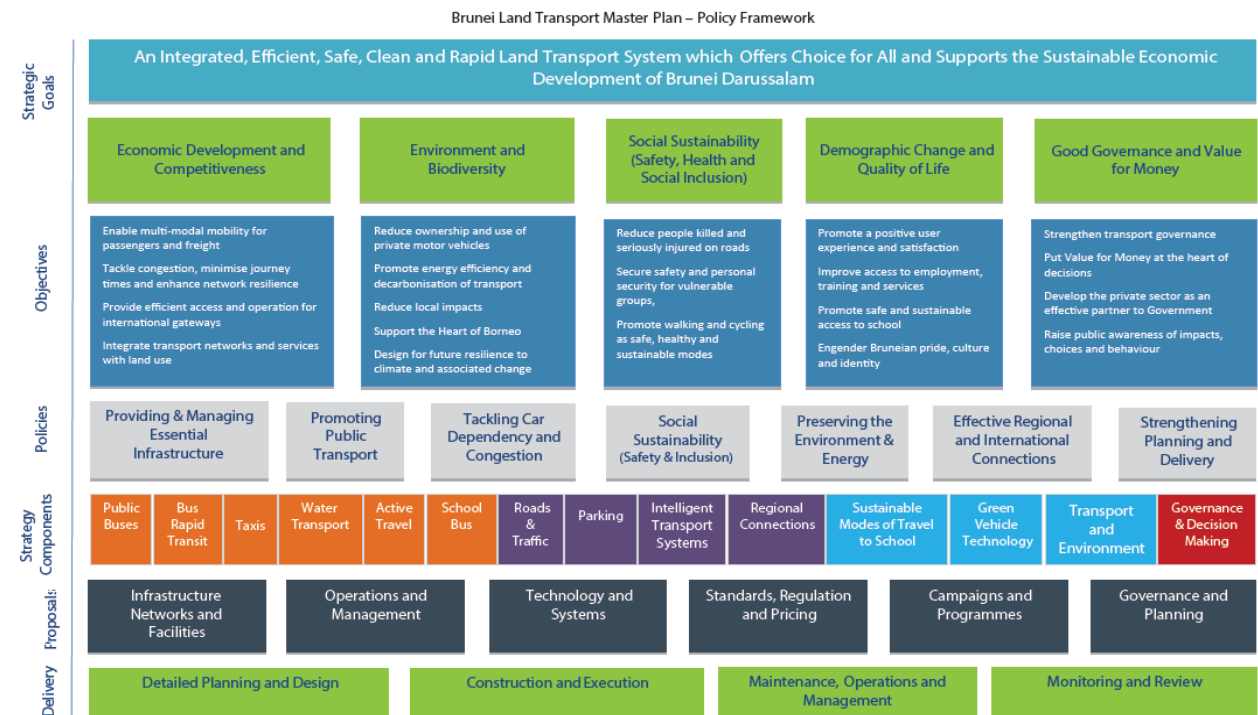 Brunei Land Transport Master Plan – Policy Framework
Strategic
Goals
An Integrated, Efficient, Safe, Clean and Rapid Land Transport System which Offers Choice for All and Supports the Sustainable Economic
Development of Brunei Darussalam
Economic Development and
Competitiveness
Environment and
Biodiversity
Social Sustainability
(Safety, Health and
Social Inclusion)
Demographic Change and
Quality of Life
Good Governance and Value
for Money
Objectives
Enable multi-modal mobility for
passengers and freight
Tackle congestion, minimise journey
times and enhance network resilience
Provide efficient access and operation for
international gateways
Integrate transport networks and services
with land use
Reduce ownership and use of
private motor vehicles
Promote energy efficiency and
decarbonisation of transport
Reduce local impacts
Support the Heart of Borneo
Design for future resilience to
climate and associated change
Reduce people killed and
seriously injured on roads
Secure safety and personal
security for vulnerable
groups,
Promote walking and cycling
as safe, healthy and
sustainable modes
Promote a positive user
experience and satisfaction
Improve access to employment,
training and services
Promote safe and sustainable
access to school
Engender Bruneian pride, culture
and identity
Strengthen transport governance
Put Value for Money at the heart of
decisions
Develop the private sector as an
effective partner to Government
Raise public awareness of impacts,
choices and behaviour
Policies
Providing & Managing
Essential
Infrastructure
Promoting
Public
Transport
Tackling Car
Dependency and
Congestion
Social
Sustainability
(Safety & Inclusion)
Preserving the
Environment &
Energy
Effective Regional
and International
Connections
Strengthening
Planning and
Delivery
Strategy
Components
Public
Buses
Bus
Rapid
Transit
Taxis
Water
Transport
Active
Travel
School
Bus
Roads
&
Traffic
Parking
Intelligent
Transport
Systems
Regional
Connections
Sustainable
Modes of Travel
to School
Green
Vehicle
Technology
Transport
and
Environment
Governance
& Decision
Making
Proposals
Infrastructure
Networks and
Facilities
Operations and
Management
Technology and
Systems
Standards, Regulation
and Pricing
Campaigns and
Programmes
Governance and
Planning
Delivery
Detailed Planning and Design
Construction and Execution
Maintenance, Operations and
Management
Monitoring and Review